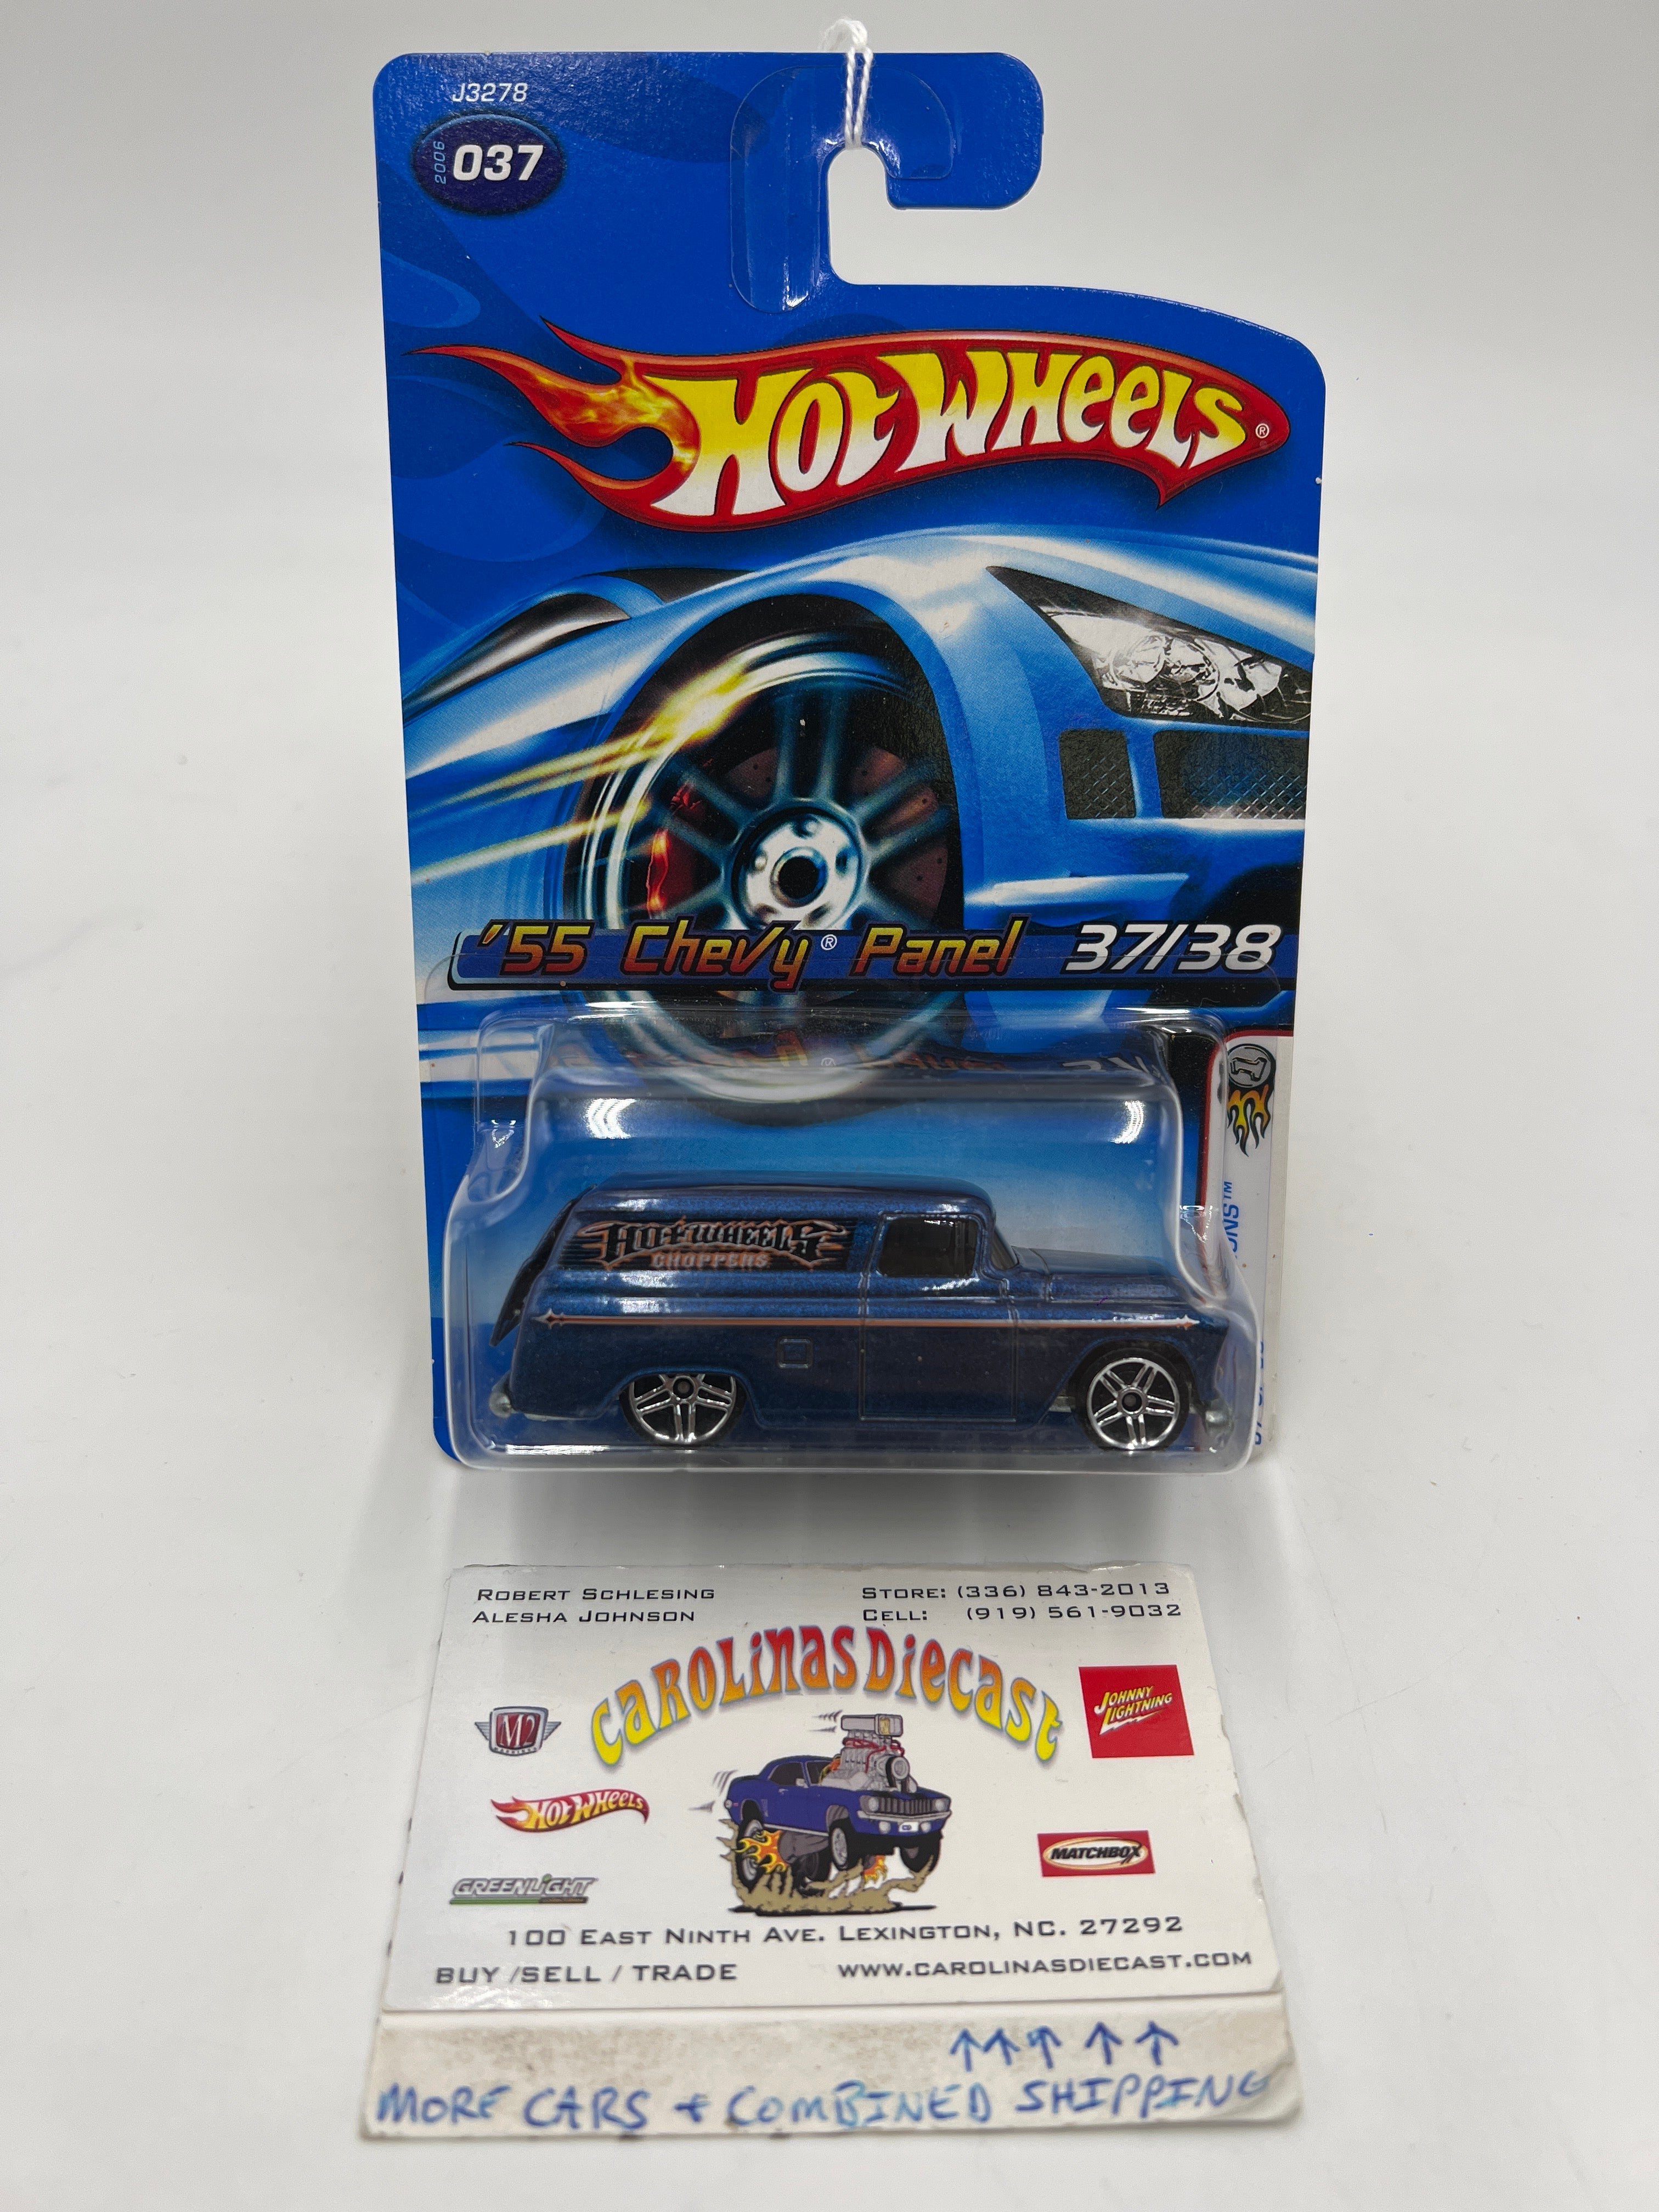 J3278
2006
037
HOT WHEELS®
'55 Chevy® Panel 37/38
HOT WHEELS
CHOPPERS
ROBERT SCHLESING
ALESHA JOHNSON
STORE: (336) 843-2013
CELL: (919) 561-9032
CAROLINAS DIECAST
M2
JOHNNY
LIGHTNING
HOT WHEELS
MATCHBOX
GREENLIGHT
100 EAST NINTH AVE. LEXINGTON, NC. 27292
BUY /SELL / TRADE
WWW.CAROLINASDIECAST.COM
↑↑↑↑↑
MORE CARS + COMBINED SHIPPING